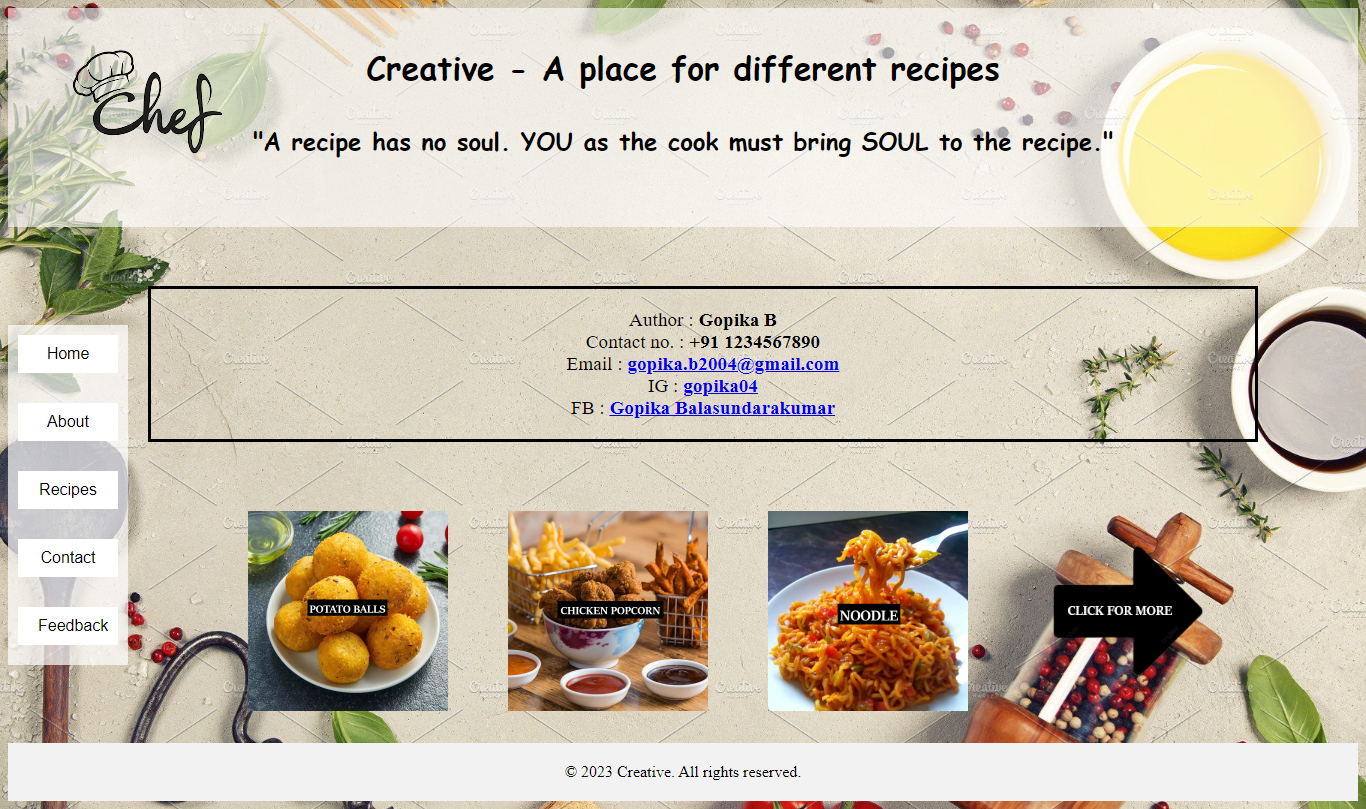 Chef
Creative - A place for different recipes
"A recipe has no soul. YOU as the cook must bring SOUL to the recipe."
Author : Gopika B
Contact no. : +91 1234567890
Email : gopika.b2004@gmail.com
IG : gopika04
FB : Gopika Balasundarakumar
Home
About
Recipes
Contact
Feedback
POTATO BALLS
CHICKEN POPCORN
NOODLE
CLICK FOR MORE
© 2023 Creative. All rights reserved.